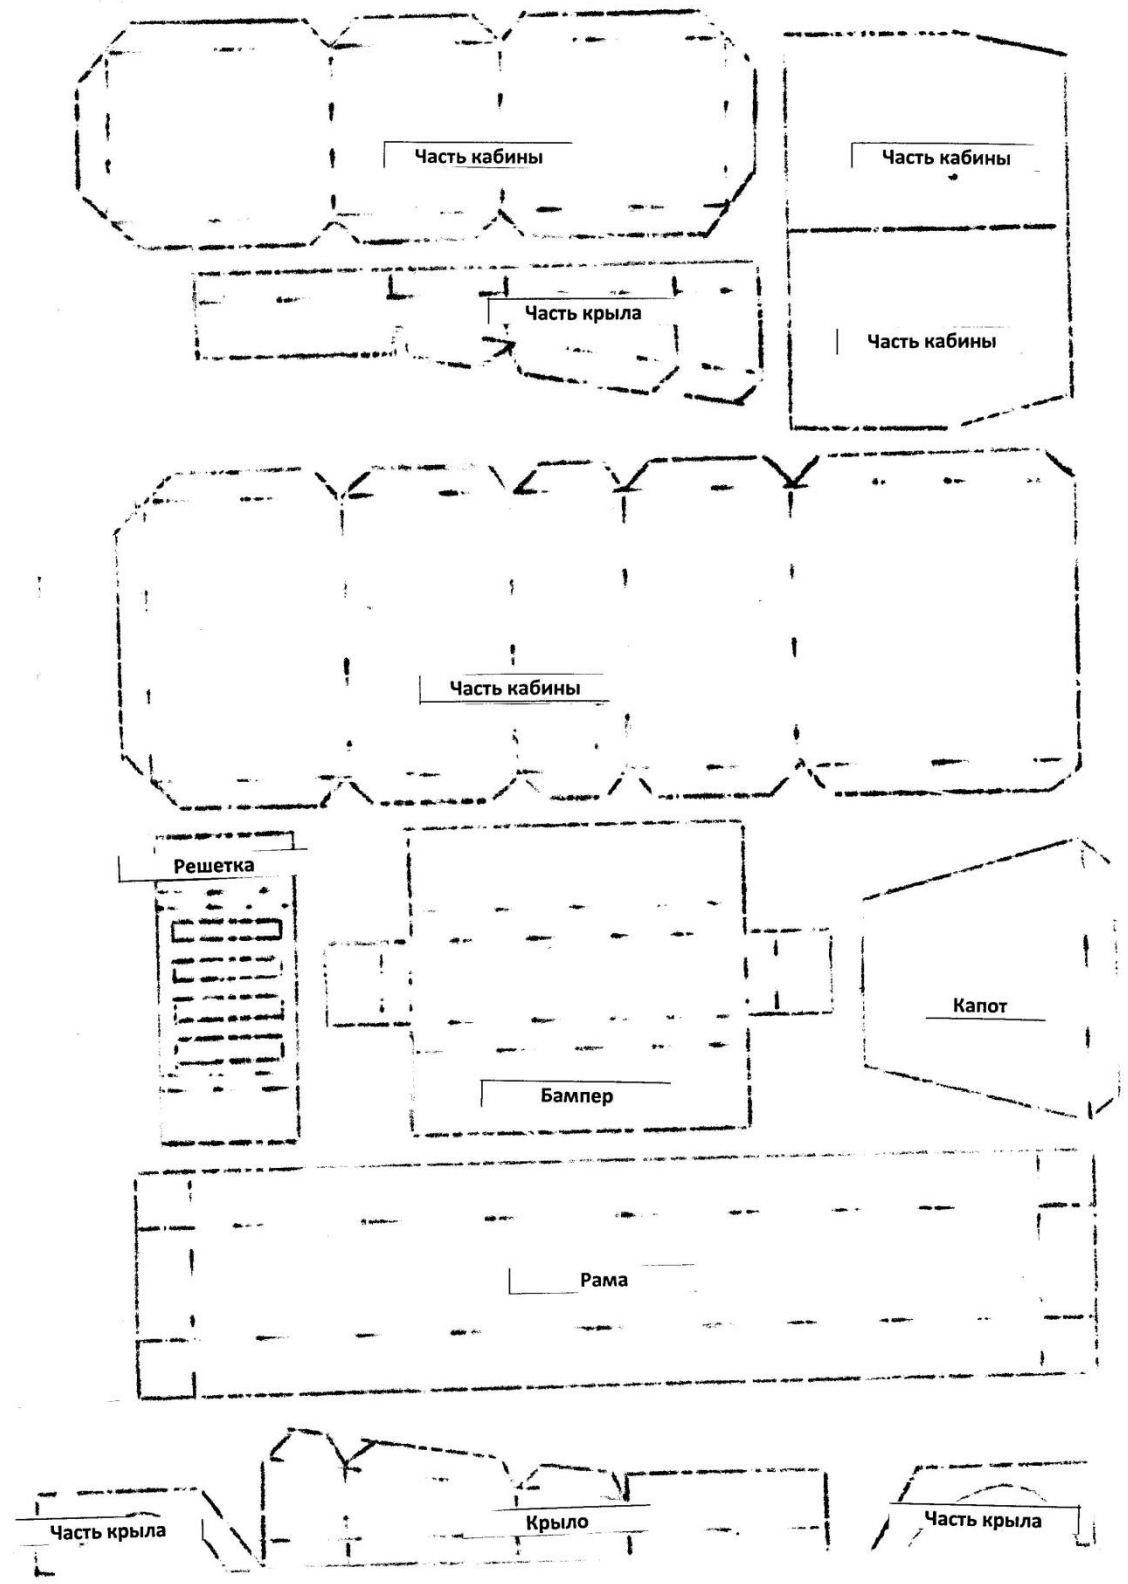 Часть кабины
Часть кабины
Часть крыла
Часть кабины
Часть кабины
Решетка
Капот
Бампер
Рама
Часть крыла
Крыло
Часть крыла